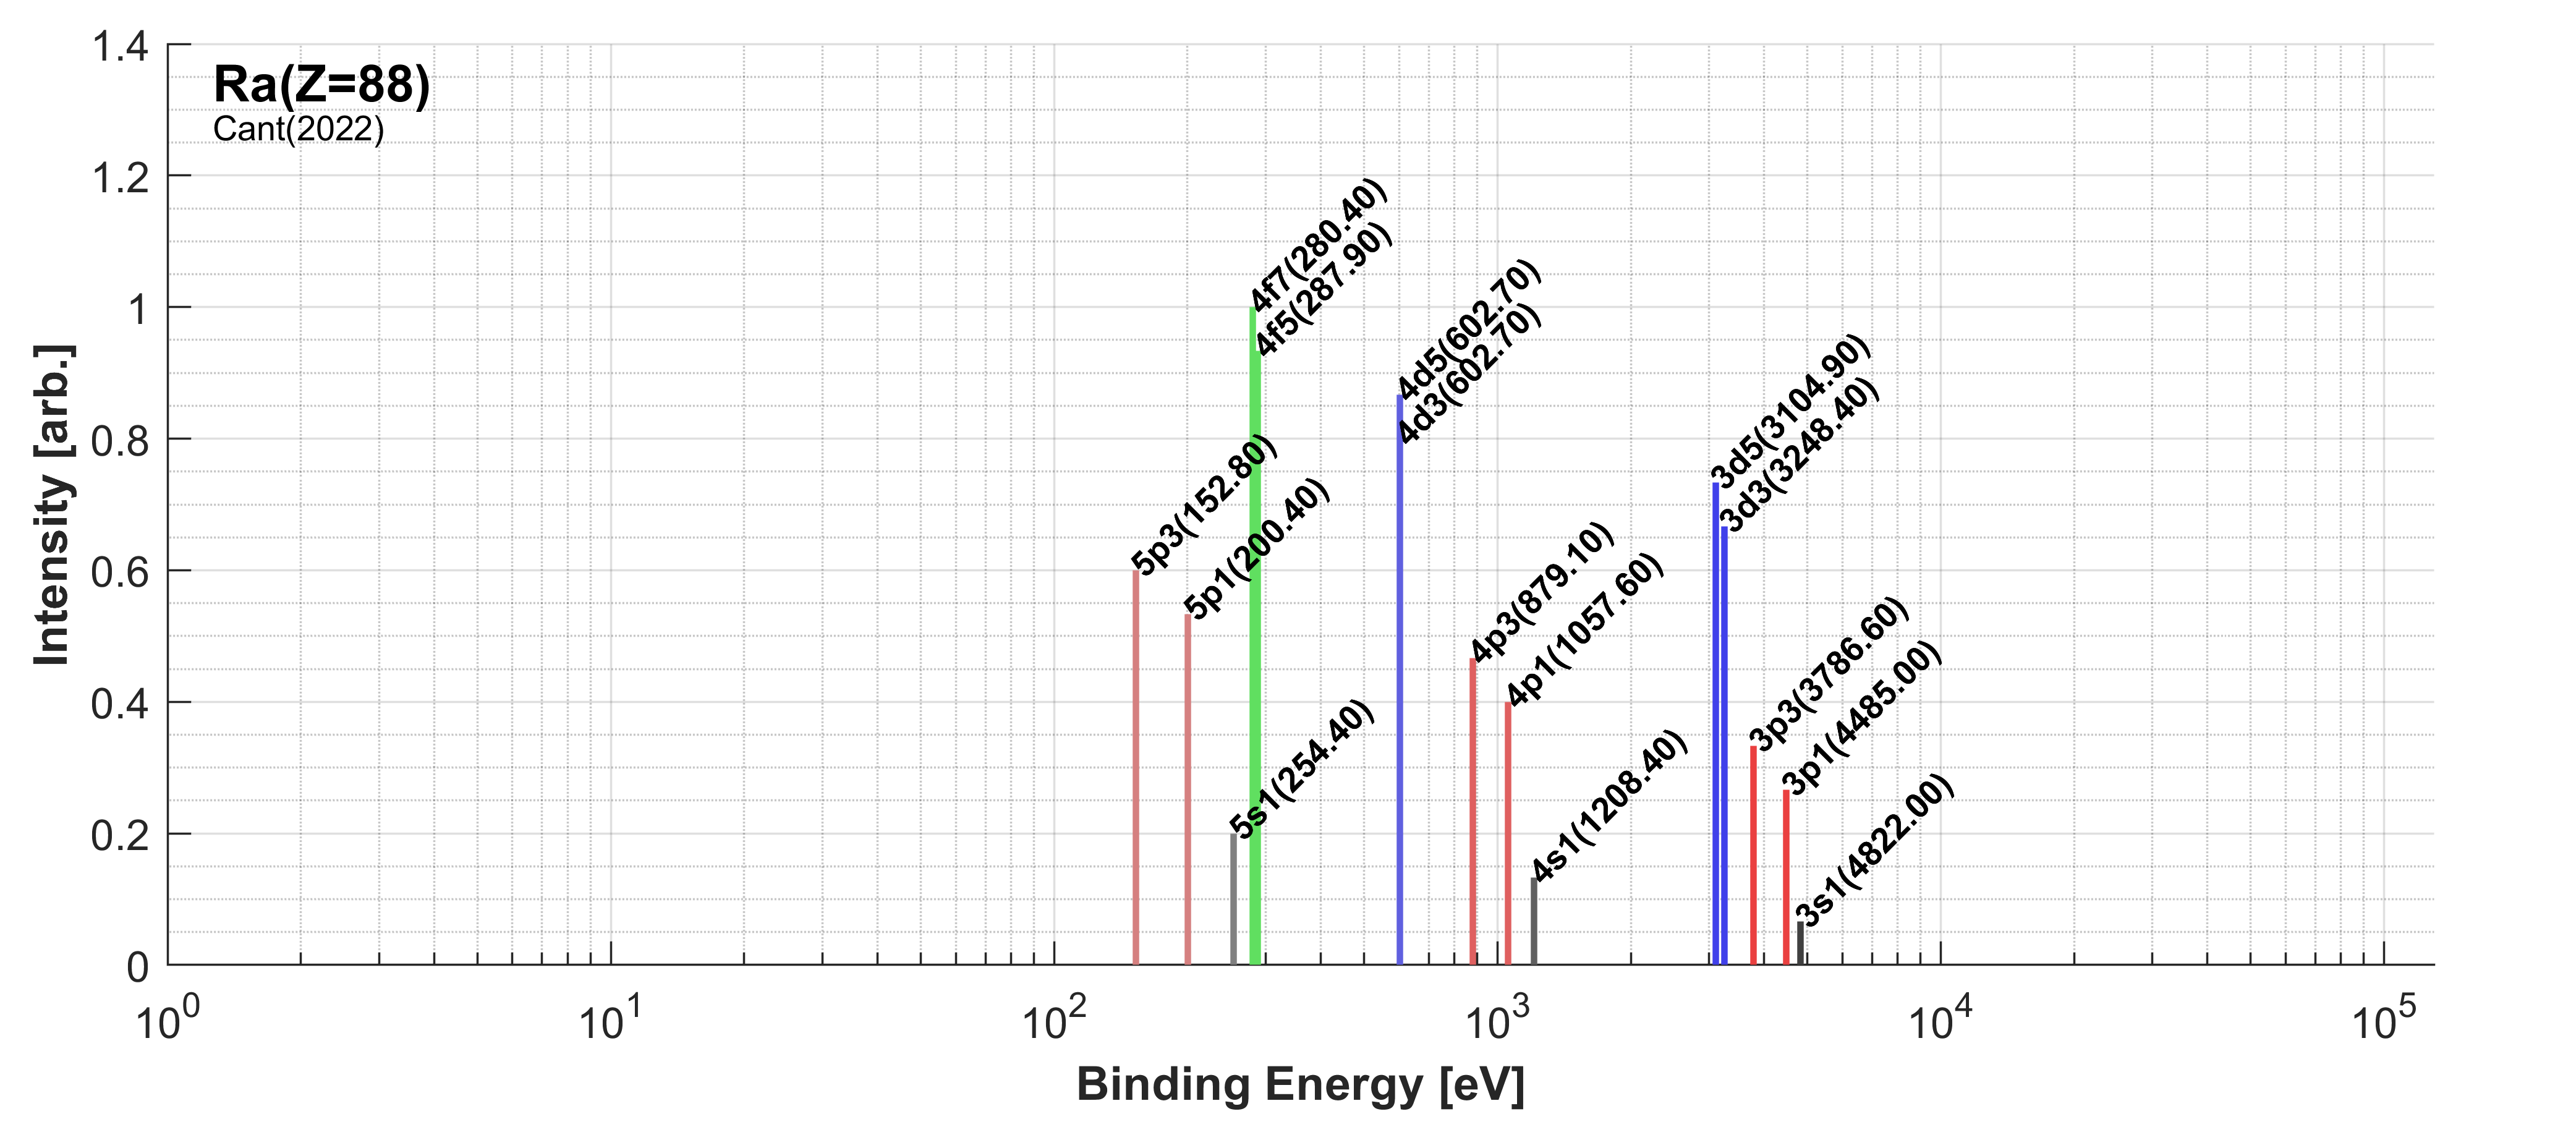 Ra(Z=88)
Cant(2022)
Intensity [arb.]
1.4
1.2
1
0.8
0.6
0.4
0.2
0
5p3(152.80)
5p1(200.40)
5s1(254.40)
4f7(280.40)
4f5(287.90)
4d5(602.70)
4d3(602.70)
4p3(879.10)
4p1(1057.60)
4s1(1208.40)
3d5(3104.90)
3d3(3248.40)
3p3(3786.60)
3p1(4485.00)
3s1(4822.00)
10^0 10^1 10^2 10^3 10^4 10^5
Binding Energy [eV]